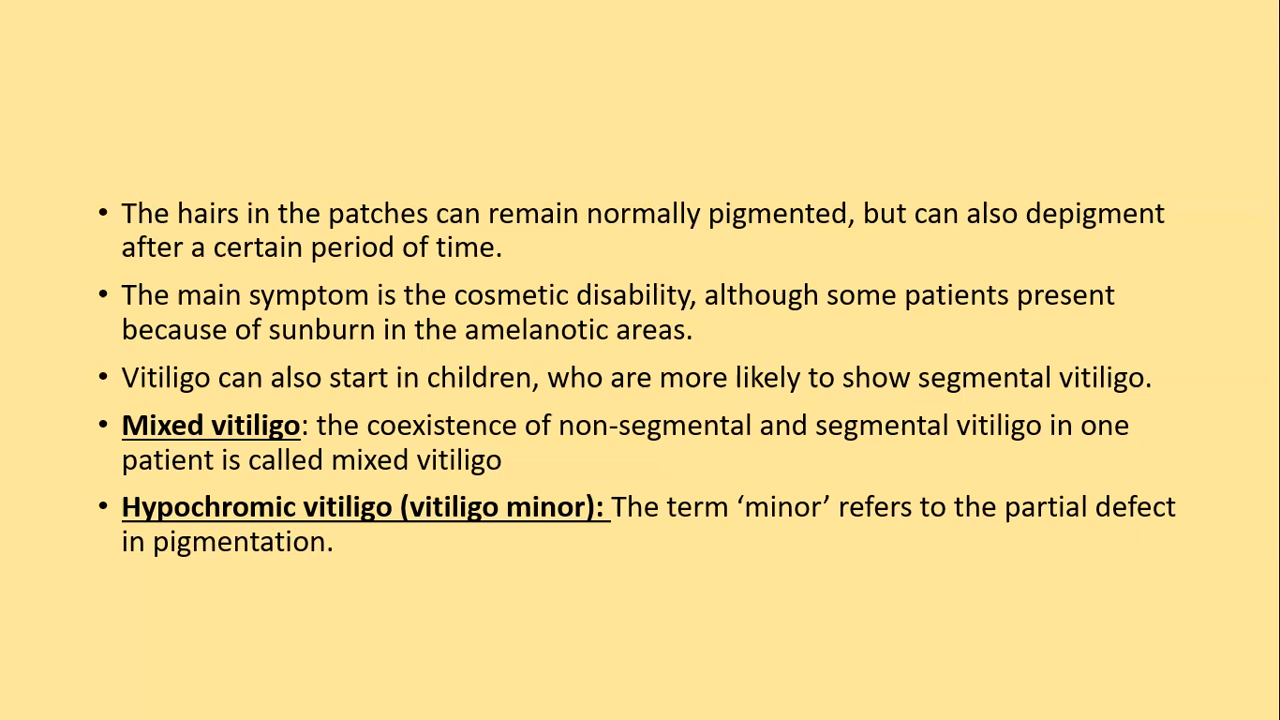 • The hairs in the patches can remain normally pigmented, but can also depigment
after a certain period of time.
• The main symptom is the cosmetic disability, although some patients present
because of sunburn in the amelanotic areas.
• Vitiligo can also start in children, who are more likely to show segmental vitiligo.
• Mixed vitiligo: the coexistence of non-segmental and segmental vitiligo in one
patient is called mixed vitiligo
• Hypochromic vitiligo (vitiligo minor): The term ‘minor’ refers to the partial defect
in pigmentation.